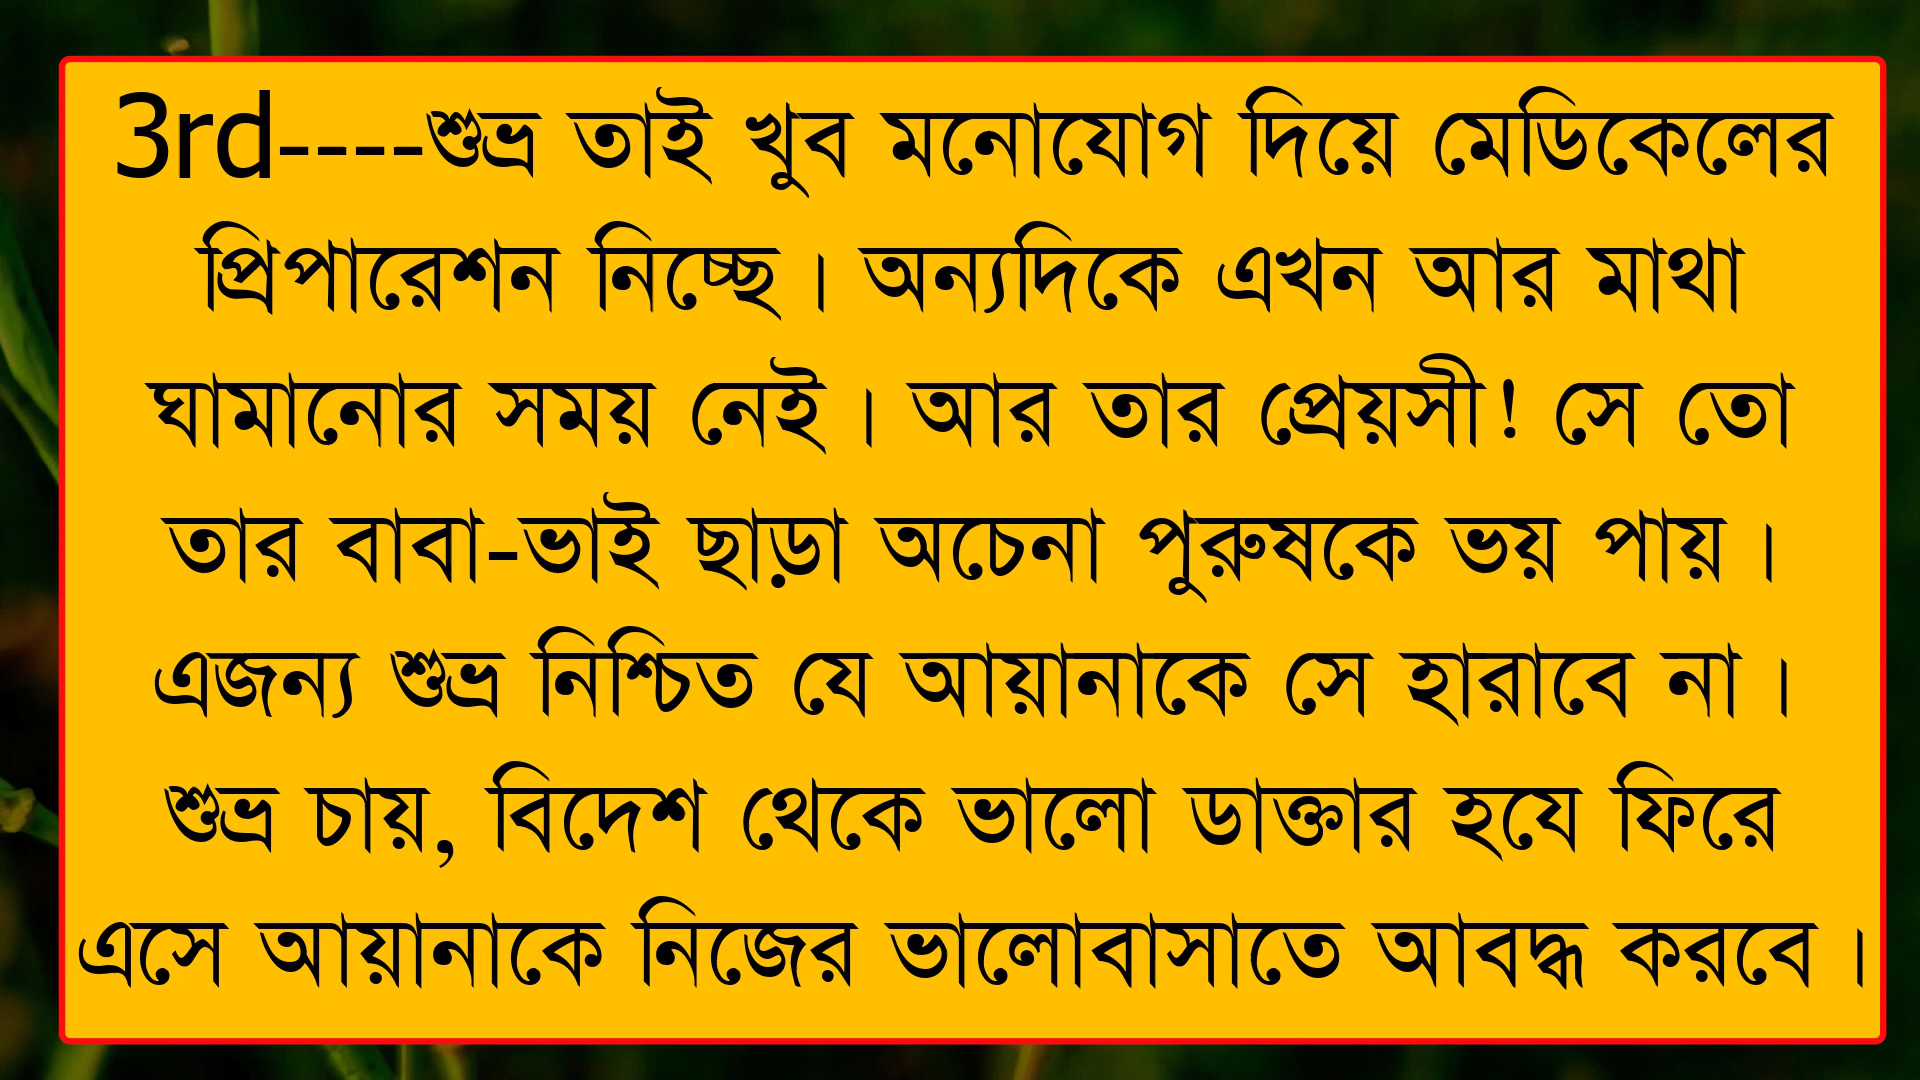 3rd----শুভ্র তাই খুব মনোযোগ দিয়ে মেডিকেলের
প্রিপারেশন নিচ্ছে। অন্যদিকে এখন আর মাথা
ঘামানোর সময় নেই। আর তার প্রেয়সী! সে তো
তার বাবা-ভাই ছাড়া অচেনা পুরুষকে ভয় পায়।
এজন্য শুভ্র নিশ্চিত যে আয়ানাকে সে হারাবে না।
শুভ্র চায়, বিদেশ থেকে ভালো ডাক্তার হযে ফিরে
এসে আয়ানাকে নিজের ভালোবাসাতে আবদ্ধ করবে।